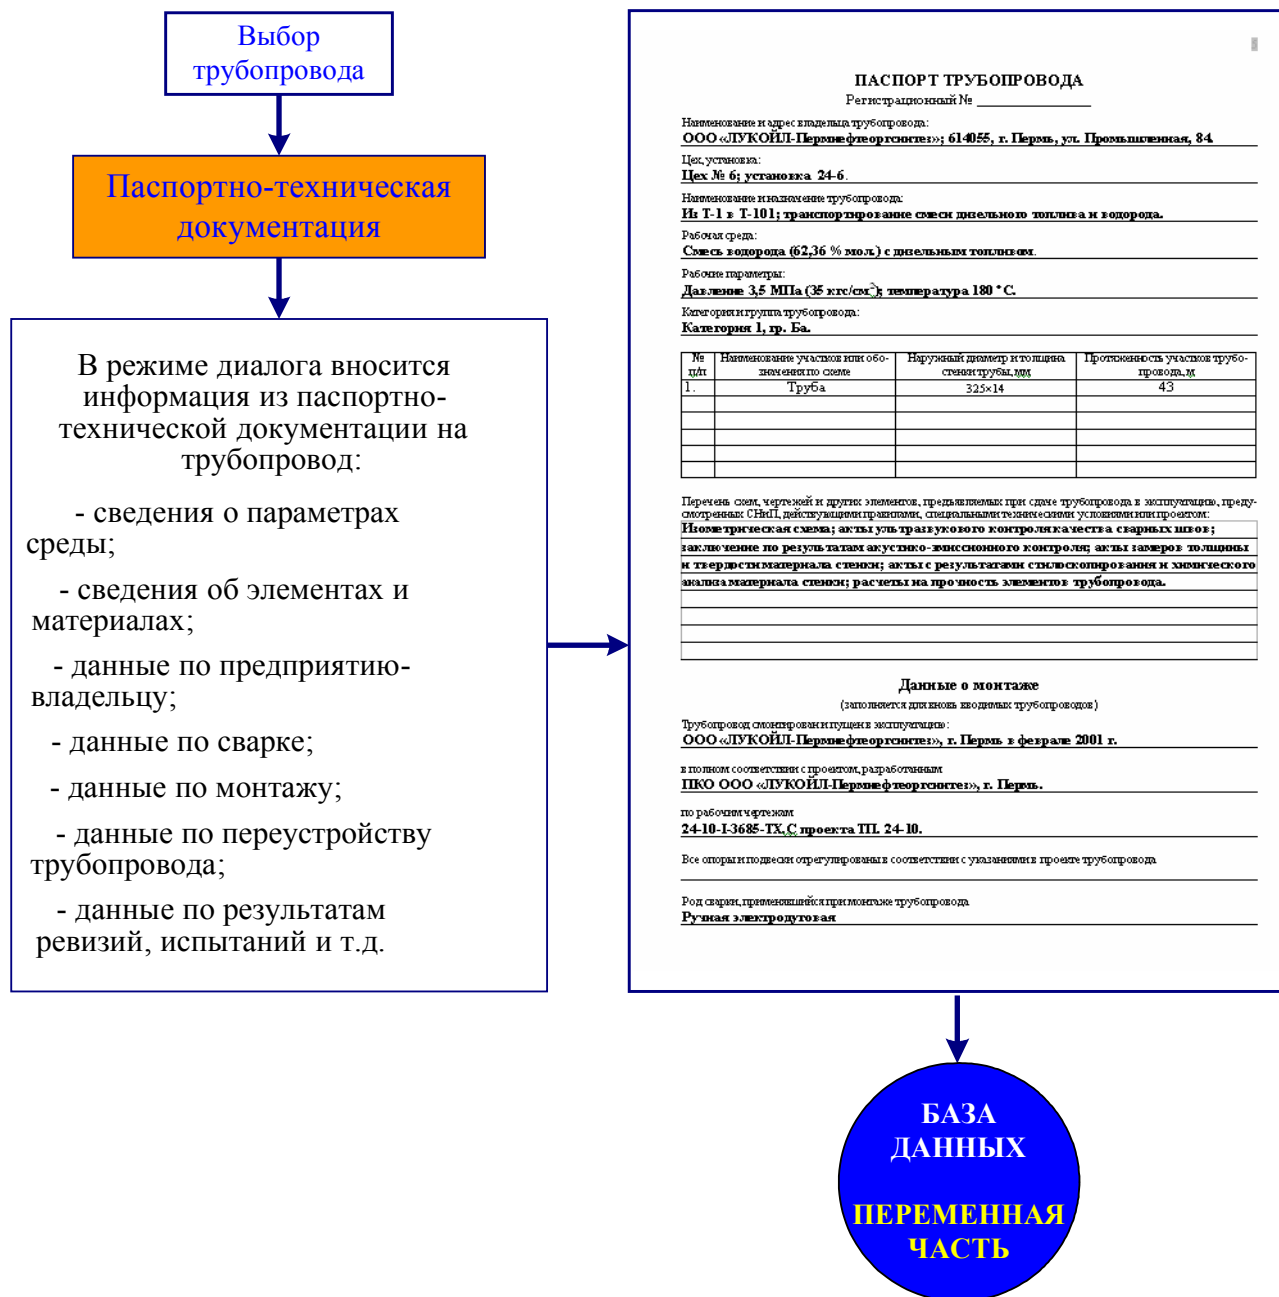 Выбор
трубопровода
Паспортно-техническая
документация
В режиме диалога вносится
информация из паспортно-
технической документации на
трубопровод:
- сведения о параметрах
среды;
- сведения об элементах и
материалах;
- данные по предприятию-
владельцу;
- данные по сварке;
- данные по монтажу;
- данные по переустройству
трубопровода;
- данные по результатам
ревизий, испытаний и т.д.
ПАСПОРТ ТРУБОПРОВОДА
Регистрационный №
Наименование и адрес владельца трубопровода:
ООО «ЛУКОЙЛ-Пермнефтеоргсинтез»; 614055, г. Пермь, ул. Промышленная, 84.
Цех, установка:
Цех № 6; установка 24-6.
Наименование и назначение трубопровода:
Из Т-1 в Т-101; транспортирование смеси дизельного топлива и водорода.
Рабочая среда:
Смесь водорода (62,36 % мол.) с дизельным топливом.
Рабочие параметры:
Давление 3,5 МПа (35 кгс/см²); температура 180 °С.
Категория и группа трубопровода:
Категория 1, гр. Ба.
№ п/п Наименование участков или обо- Наружный диаметр и толщина Протяженность участков трубо-
значения по схеме стенки трубы, мм провода, м
1. Труба 325×14 43
Перечень схем, чертежей и других элементов, предъявляемых при сдаче трубопровода в эксплуатацию, преду-
смотренных СНиП, действующими правилами, специальными техническими условиями или проектом:
Изометрическая схема; акты ультразвукового контроля качества сварных швов;
заключение по результатам акустико-эмиссионного контроля; акты замеров толщины
и твердости материала стенки; акты с результатами стилоскопирования и химического
анализа материала стенки; расчеты на прочность элементов трубопровода.
Данные о монтаже
(заполняется для вновь вводимых трубопроводов)
Трубопровод смонтирован и пущен в эксплуатацию:
ООО «ЛУКОЙЛ-Пермнефтеоргсинтез», г. Пермь в феврале 2001 г.
в полном соответствии с проектом, разработанным
ПКО ООО «ЛУКОЙЛ-Пермнефтеоргсинтез», г. Пермь.
по рабочим чертежам
24-10-I-3685-ТХ.С проекта ТП. 24-10.
Все опоры и подвески отрегулированы в соответствии с указаниями в проекте трубопровода
Род сварки, применявшийся при монтаже трубопровода
Ручная электродуговая
БАЗА
ДАННЫХ
ПЕРЕМЕННАЯ
ЧАСТЬ